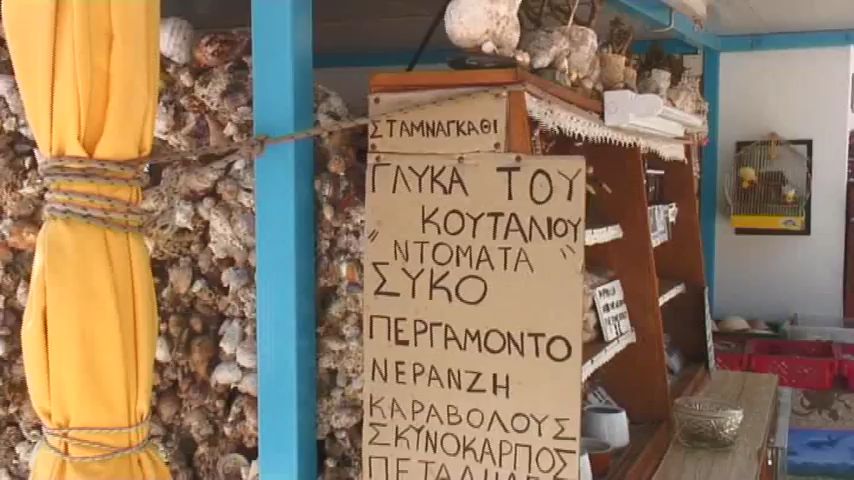 ΣΤΑΜΝΑΓΚΑΘΙ
ΓΛΥΚΑ ΤΟΥ
ΚΟΥΤΑΛΙΟΥ
"ΝΤΟΜΑΤΑ"
ΣΥΚΟ
ΠΕΡΓΑΜΟΝΤΟ
ΝΕΡΑΝΖΗ
ΚΑΡΑΒΟΛΟΥΣ
ΣΚΥΝΟΚΑΡΠΟΣ